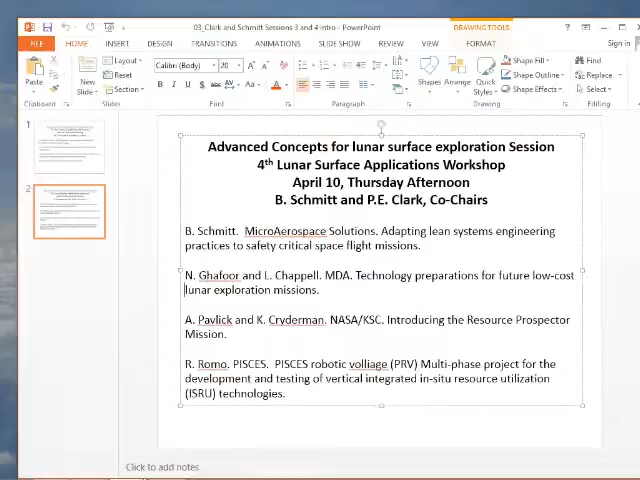 03_Clark and Schmitt Sessions 3 and 4 intro - PowerPoint
DRAWING TOOLS
FILE HOME INSERT DESIGN TRANSITIONS ANIMATIONS SLIDE SHOW REVIEW VIEW FORMAT Sign in
Paste
Clipboard
New Slide
Layout
Reset
Section
Slides
Calibri (Body) 20
Font
Paragraph
Shapes
Arrange
Quick Styles
Shape Fill
Shape Outline
Shape Effects
Drawing
Find
Replace
Select
Editing
1
2
Advanced Concepts for lunar surface exploration Session
4th Lunar Surface Applications Workshop
April 10, Thursday Afternoon
B. Schmitt and P.E. Clark, Co-Chairs
B. Schmitt. MicroAerospace Solutions. Adapting lean systems engineering
practices to safety critical space flight missions.
N. Ghafoor and L. Chappell. MDA. Technology preparations for future low-cost
lunar exploration missions.
A. Pavlick and K. Cryderman. NASA/KSC. Introducing the Resource Prospector
Mission.
R. Romo. PISCES. PISCES robotic volliage (PRV) Multi-phase project for the
development and testing of vertical integrated in-situ resource utilization
(ISRU) technologies.
Click to add notes